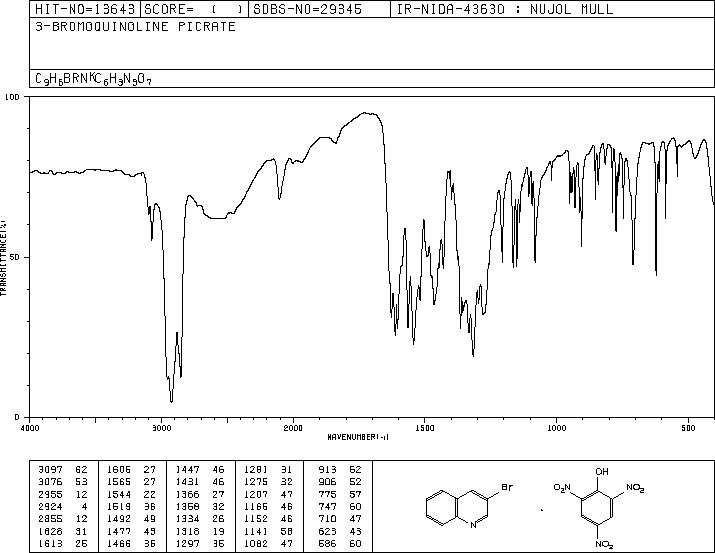 HIT-NO=13643 SCORE= ( ) SDBS-NO=29345 IR-NIDA-43630 : NUJOL MULL
3-BROMOQUINOLINE PICRATE
C9H6BRN*C6H3N3O7
100
TRANSMITTANCE(%)
50
0
4000 3000 2000 1500 1000 500
WAVENUMBER(-1)
3097 62 1606 27 1447 46 1281 31 913 62
3076 53 1565 27 1431 46 1275 32 906 52
2955 12 1544 22 1366 27 1207 47 775 57
2924 4 1519 36 1358 32 1166 46 747 60
2855 12 1492 49 1334 26 1152 46 710 47
1628 31 1477 49 1318 19 1141 58 623 43
1613 25 1466 35 1297 35 1082 47 586 60
Br
N
·
OH
O2N
NO2
NO2